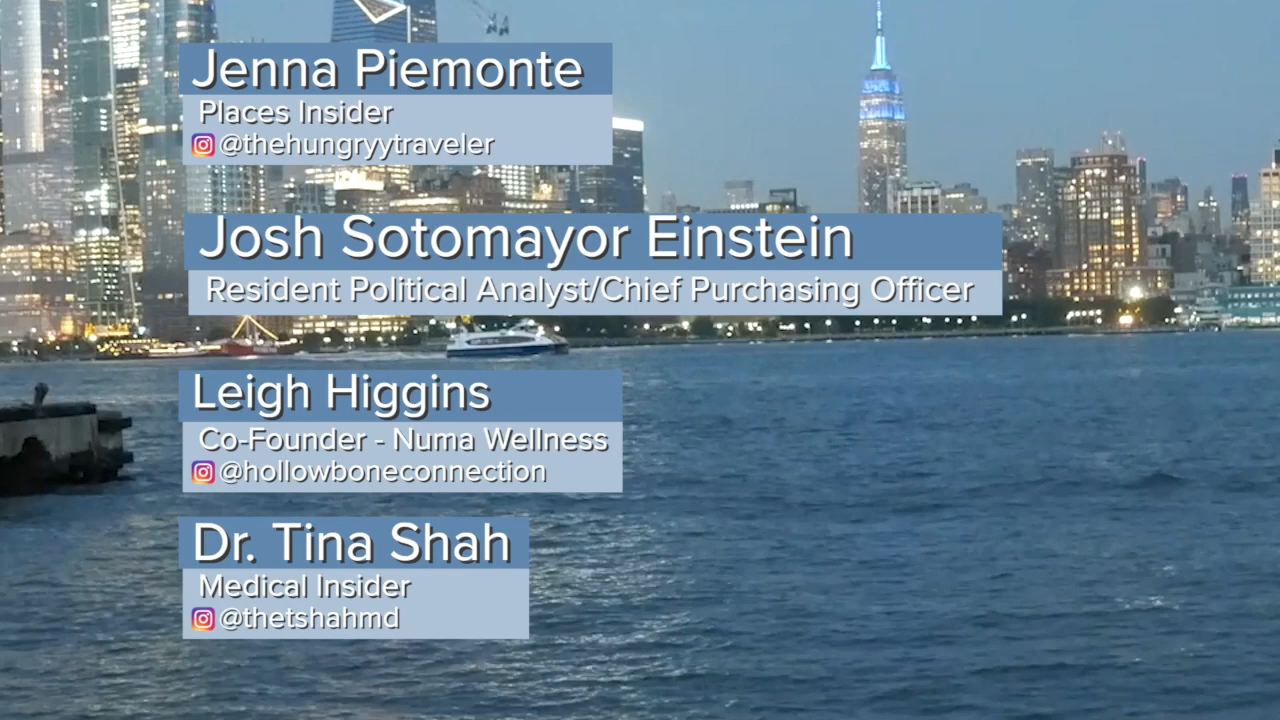 Jenna Piemonte
Places Insider
@thehungryytraveler
Josh Sotomayor Einstein
Resident Political Analyst/Chief Purchasing Officer
Leigh Higgins
Co-Founder - Numa Wellness
@hollowboneconnection
Dr. Tina Shah
Medical Insider
@thetshahmd